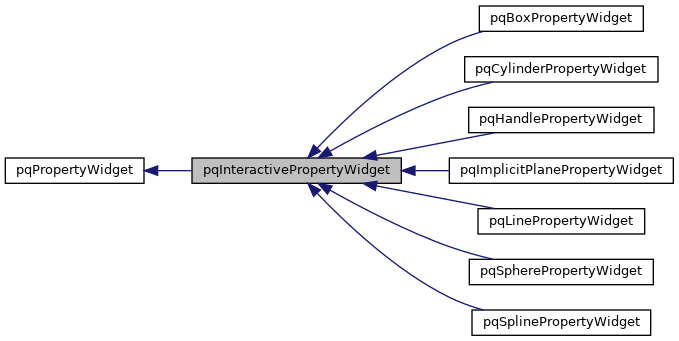 pqBoxPropertyWidget
pqCylinderPropertyWidget
pqHandlePropertyWidget
pqPropertyWidget
pqInteractivePropertyWidget
pqImplicitPlanePropertyWidget
pqLinePropertyWidget
pqSpherePropertyWidget
pqSplinePropertyWidget